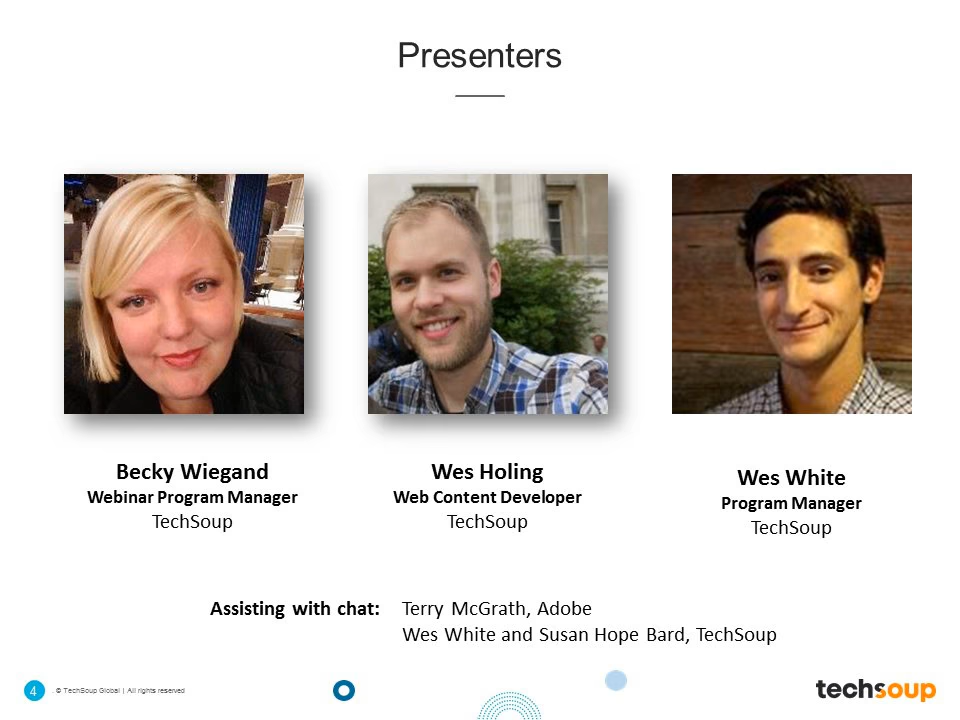 Presenters
Becky Wiegand
Webinar Program Manager
TechSoup
Wes Holing
Web Content Developer
TechSoup
Wes White
Program Manager
TechSoup
Assisting with chat: Terry McGrath, Adobe
Wes White and Susan Hope Bard, TechSoup
4 . © TechSoup Global | All rights reserved
techsoup